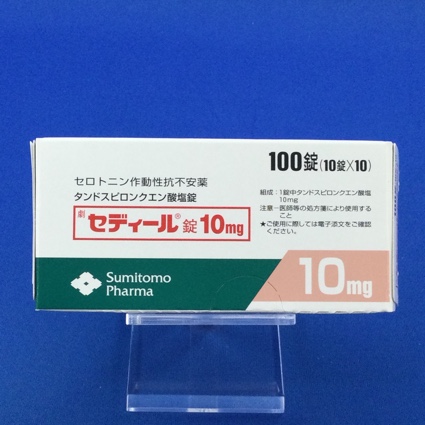 100錠(10錠×10)
セロトニン作動性抗不安薬
タンドスピロンクエン酸塩錠
劇 セディール® 錠 10mg
組成:1錠中タンドスピロンクエン酸塩
10mg
注意-医師等の処方箋により使用する
こと
★ご使用に際しては電子添文をご確認
ください。
Sumitomo
Pharma
10mg